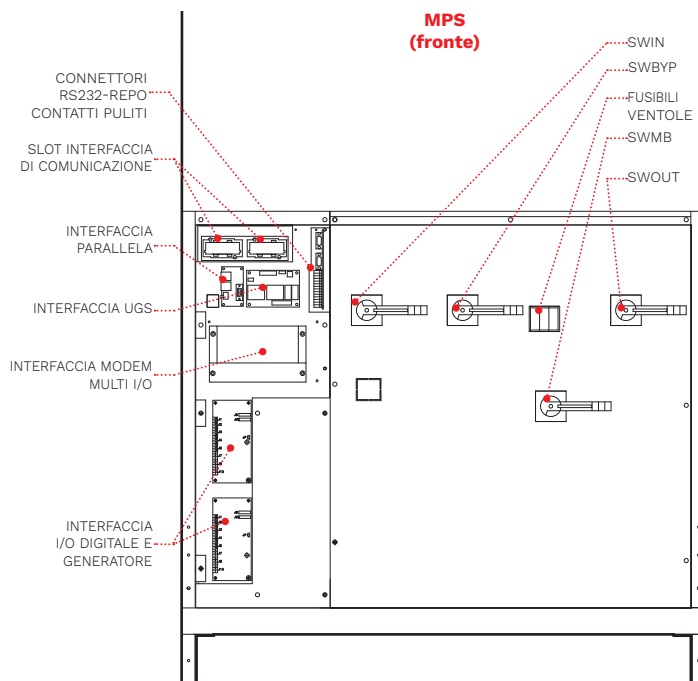 MPS
(fronte)
CONNETTORI
RS232-REPO
CONTATTI PULITI
SLOT INTERFACCIA
DI COMUNICAZIONE
INTERFACCIA
PARALLELA
INTERFACCIA UGS
INTERFACCIA MODEM
MULTI I/O
INTERFACCIA
I/O DIGITALE E
GENERATORE
SWIN
SWBYP
FUSIBILI
VENTOLE
SWMB
SWOUT